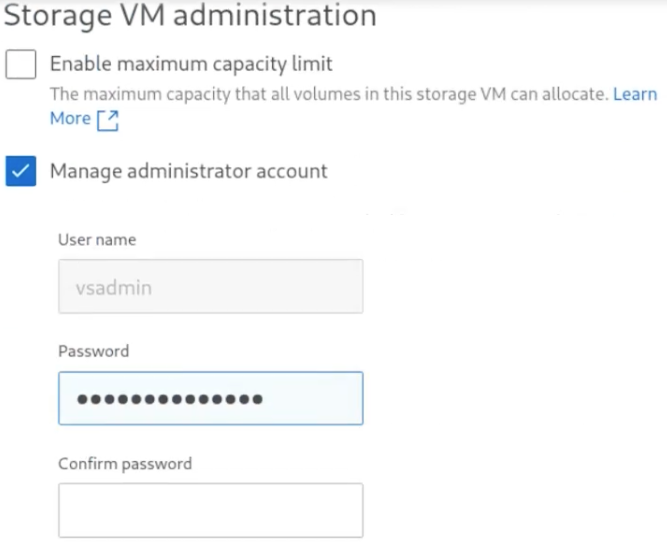 Storage VM administration
Enable maximum capacity limit
The maximum capacity that all volumes in this storage VM can allocate. Learn
More
Manage administrator account
User name
vsadmin
Password
••••••••••••••
Confirm password